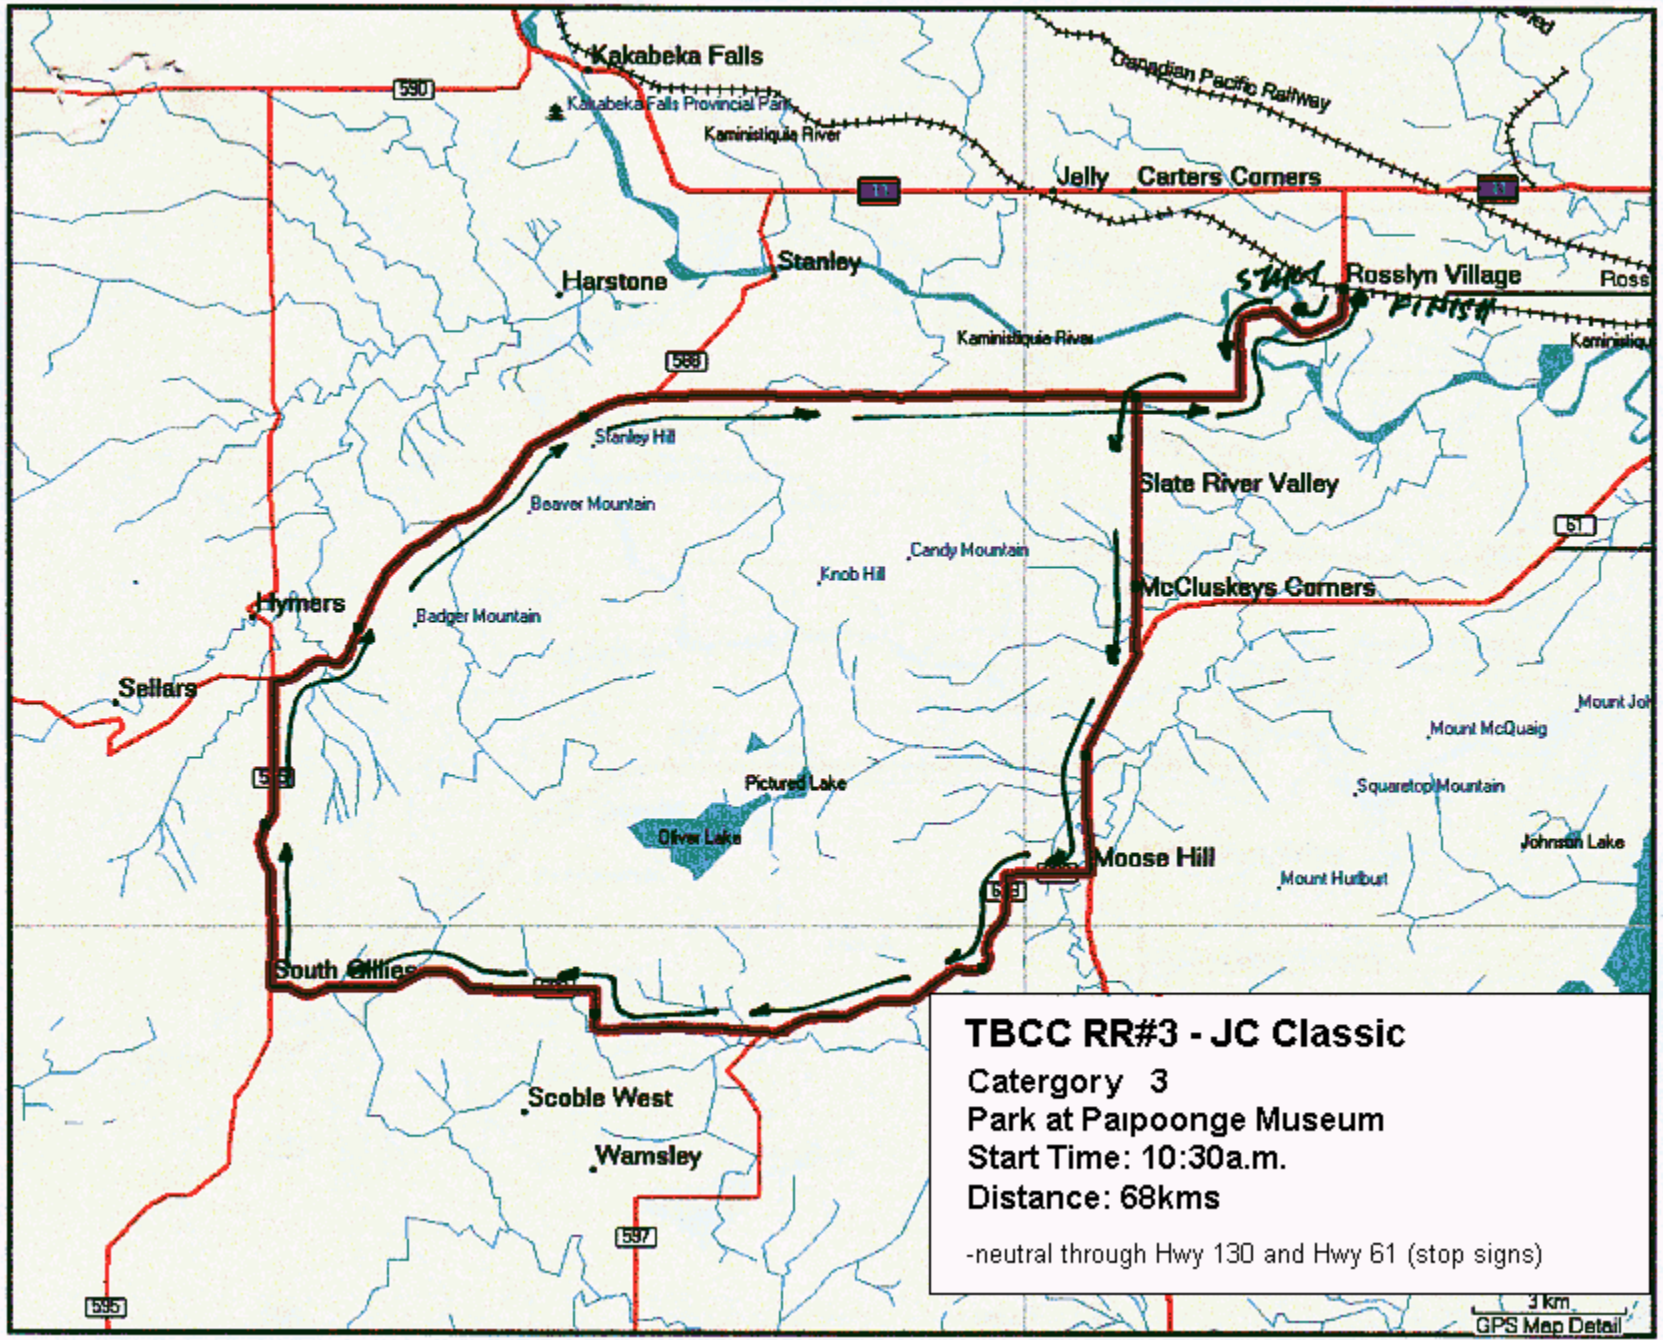 Kakabeka Falls
590
Kakabeka Falls Provincial Park
Kaministiquia River
Canadian Pacific Railway
Jelly
Carters Corners
11
11
Stanley
Harstone
START
Rosslyn Village
Ross
FINISH
Kaministiquia River
Kaministiqu
588
Stanley Hill
Slate River Valley
Beaver Mountain
61
Candy Mountain
Knob Hill
McCluskeys Corners
Hymers
Badger Mountain
Sellars
Mount Joh
Mount McQuaig
Pictured Lake
Squaretop Mountain
Oliver Lake
Johnson Lake
Moose Hill
Mount Hurlburt
South Gillies
TBCC RR#3 - JC Classic
Catergory 3
Park at Paipoonge Museum
Start Time: 10:30a.m.
Distance: 68kms
-neutral through Hwy 130 and Hwy 61 (stop signs)
Scoble West
Wamsley
597
595
3 km
GPS Map Detail